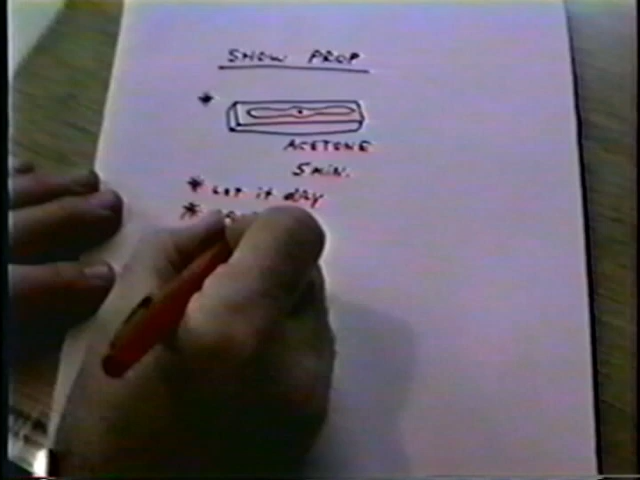 SHOW PROP
*
ACETONE
5 MIN.
* LET it dRY
*